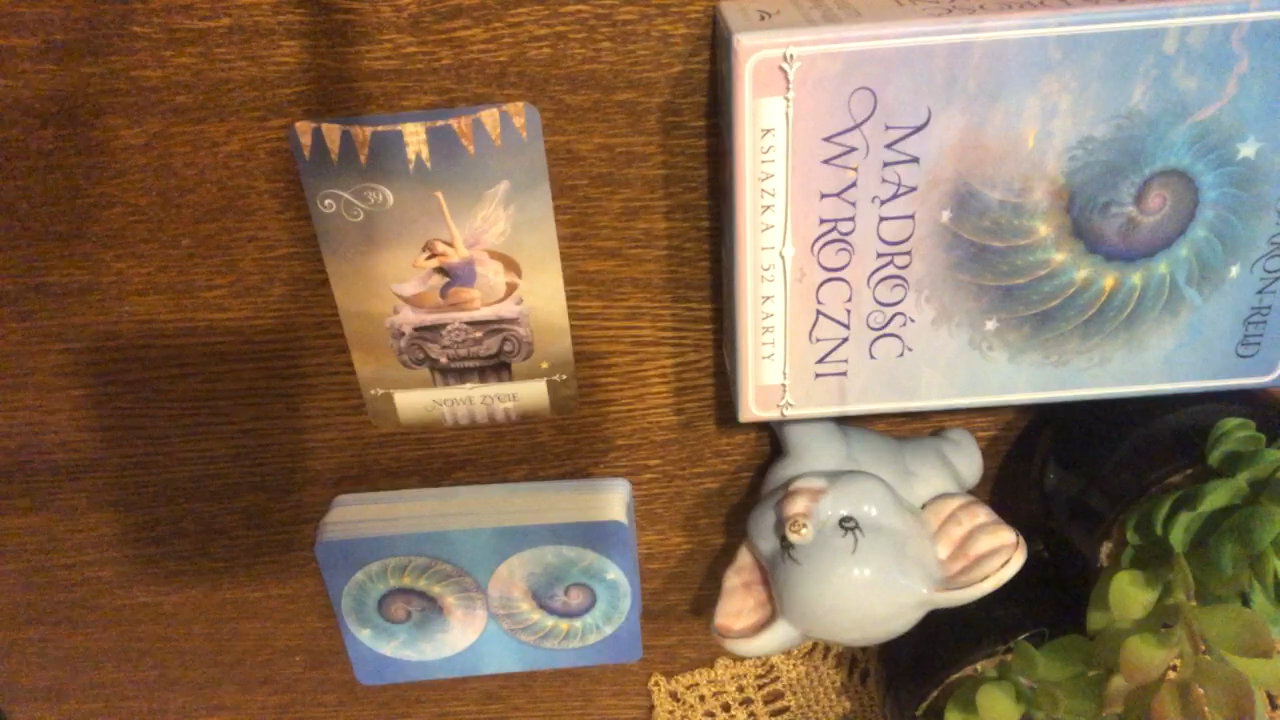 39
NOWE ŻYCIE
MĄDROŚĆ
WYROCZNI
KSIĄŻKA I 52 KARTY